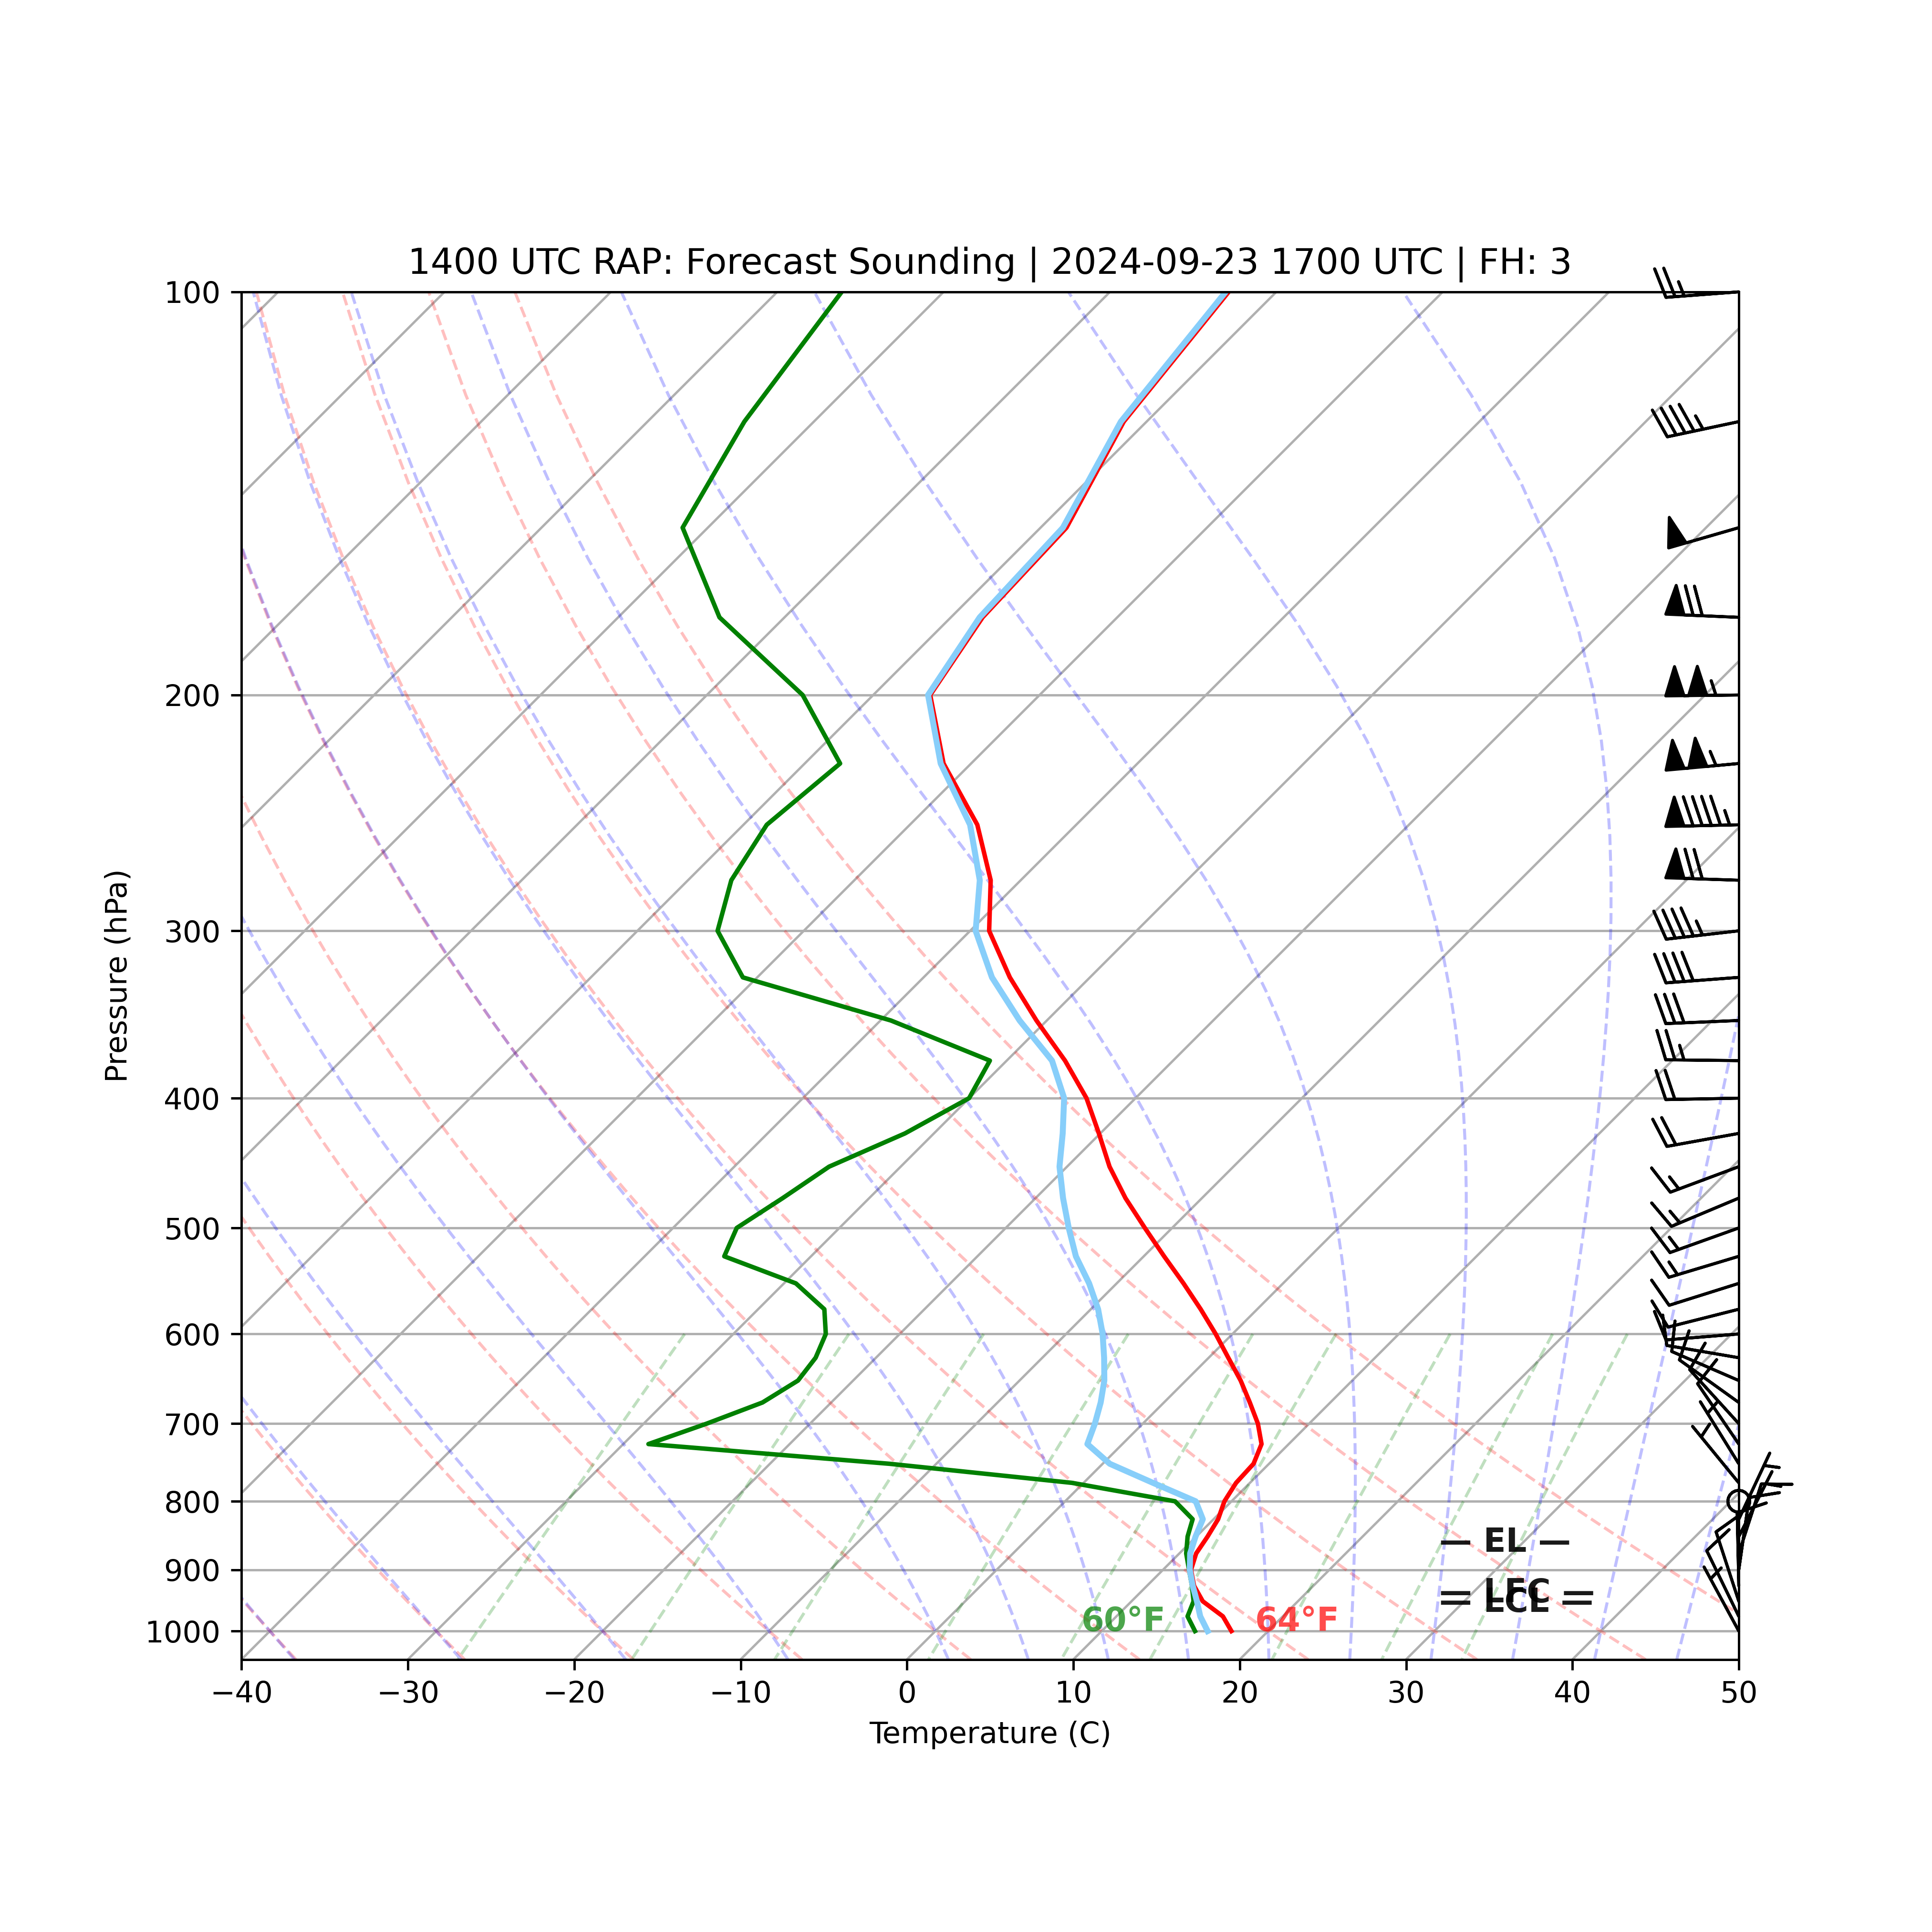 1400 UTC RAP: Forecast Sounding | 2024-09-23 1700 UTC | FH: 3
100
200
300
400
500
600
700
800
900
1000
Pressure (hPa)
— EL —
— LFC —
— LCL —
60°F
64°F
−40 −30 −20 −10 0 10 20 30 40 50
Temperature (C)